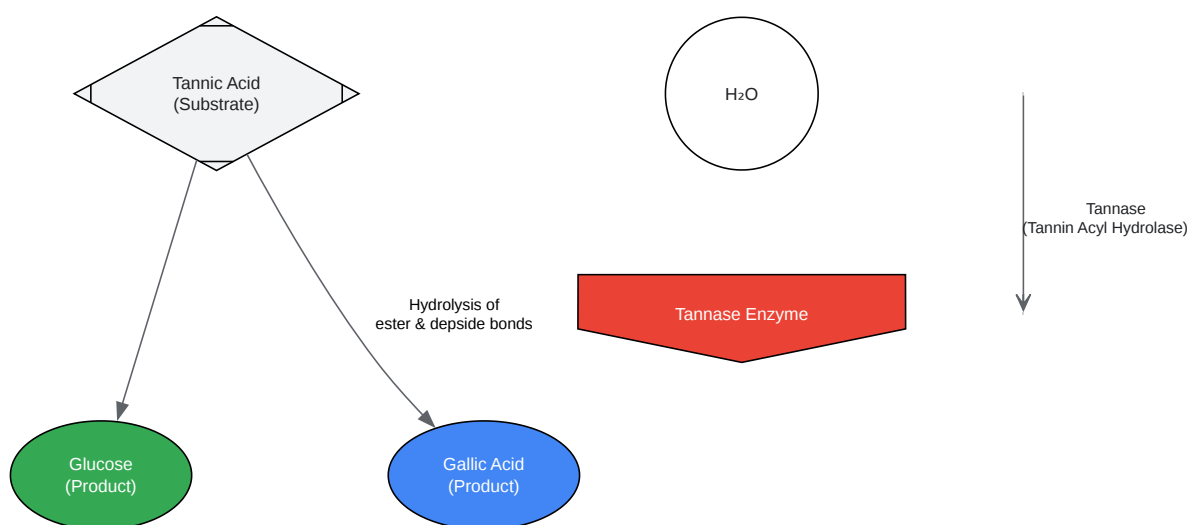 Tannic Acid
(Substrate)
H₂O
Tannase
(Tannin Acyl Hydrolase)
Hydrolysis of
ester & depside bonds
Tannase Enzyme
Glucose
(Product)
Gallic Acid
(Product)